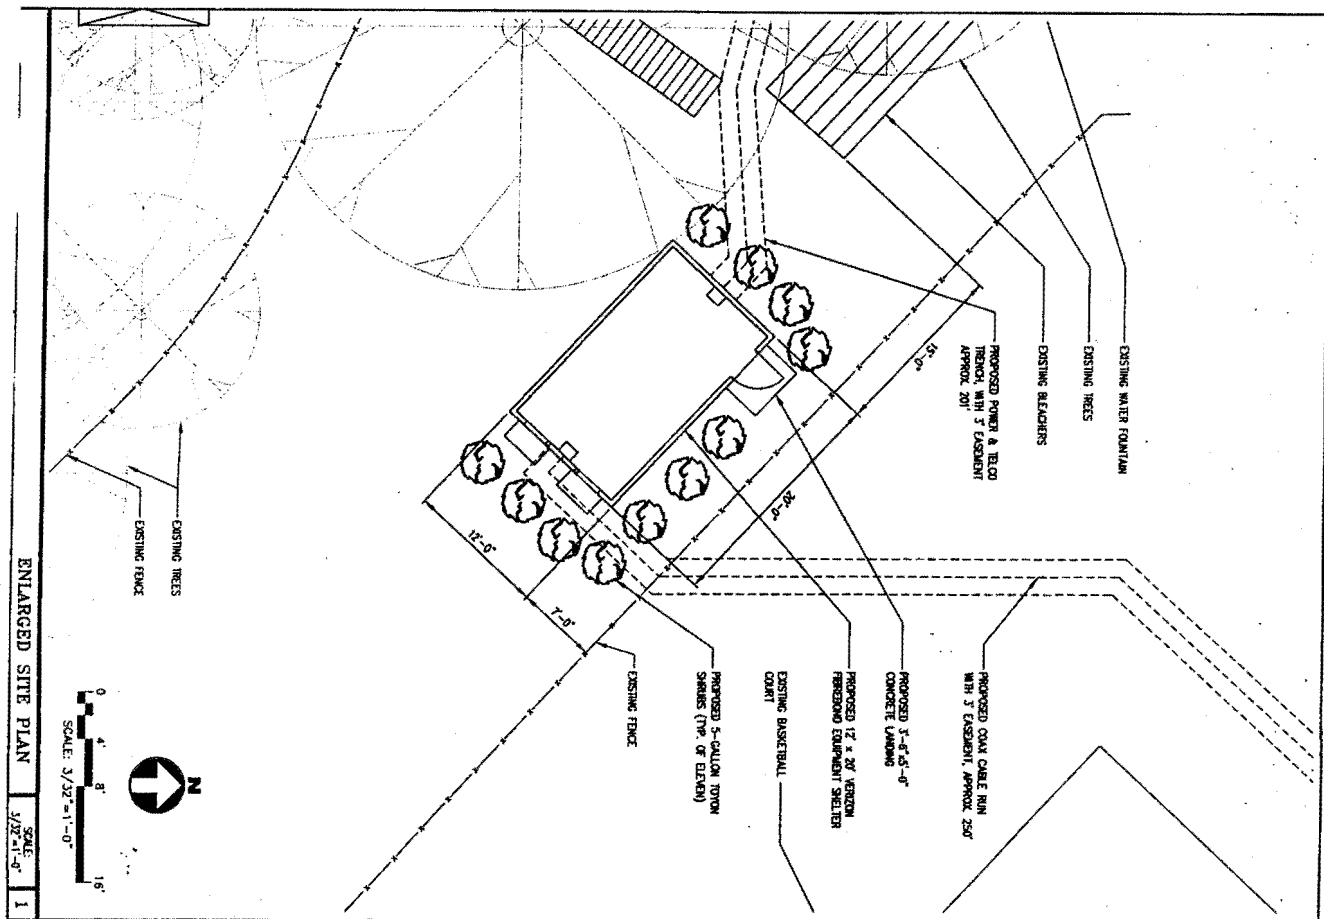 EXISTING WATER FOUNTAIN
EXISTING TREES
EXISTING BLEACHERS
PROPOSED POWER & TELCO
TRENCH, WITH 3' EASEMENT
APPROX. 201'
15'-0"
20'-0"
12'-0"
7'-0"
PROPOSED COAX CABLE RUN
WITH 3' EASEMENT, APPROX. 250'
PROPOSED 3'-6"x5'-0"
CONCRETE LANDING
PROPOSED 12' x 20' VERIZON
FIBREBOND EQUIPMENT SHELTER
EXISTING BASKETBALL
COURT
PROPOSED 5-GALLON TOYON
SHRUBS (TYP. OF ELEVEN)
EXISTING FENCE
EXISTING TREES
EXISTING FENCE
N
0 4' 8' 16'
SCALE: 3/32"=1'-0"
ENLARGED SITE PLAN
SCALE:
3/32"=1'-0"
1